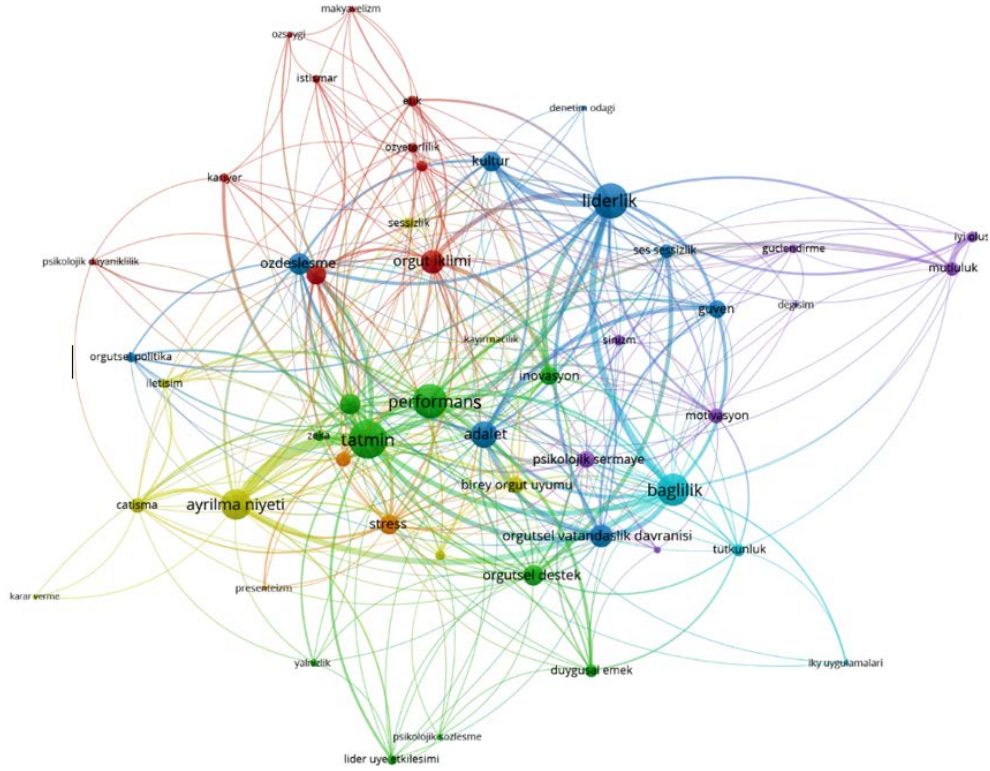 makyavelizm
ozsaygi
istismar
etik
denetim odagi
ozyeterlilik
kultur
kariyer
liderlik
sessizlik
iyi olus
ses sessizlik
guclendirme
psikolojik dayaniklilik
ozdeslesme
orgut iklimi
mutluluk
degisim
guven
kayirmacilik
sinizm
orgutsel politika
iletisim
inovasyon
performans
motivasyon
zeka
tatmin
adalet
psikolojik sermaye
birey orgut uyumu
baglilik
catisma
ayrilma niyeti
stress
orgutsel vatandaslik davranisi
tutkunluk
orgutsel destek
presenteizm
karar verme
yalnizlik
duygusal emek
iky uygulamalari
psikolojik sozlesme
lider uye etkilesimi